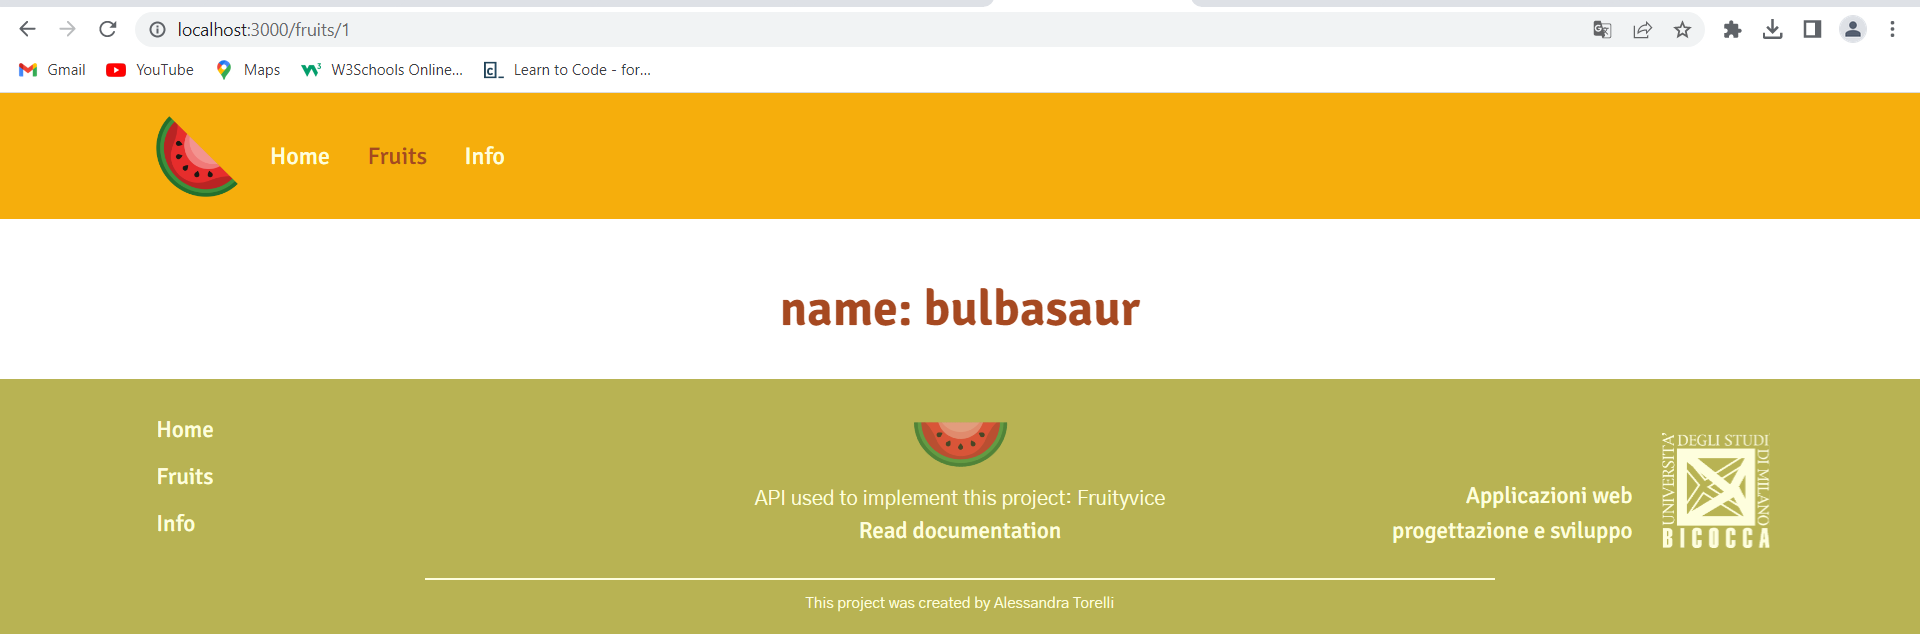 localhost:3000/fruits/1
Gmail YouTube Maps W3Schools Online... Learn to Code - for...
Home Fruits Info
name: bulbasaur
Home
Fruits
Info
API used to implement this project: Fruityvice
Read documentation
Applicazioni web
progettazione e sviluppo
UNIVERSITA' DEGLI STUDI DI MILANO
BICOCCA
This project was created by Alessandra Torelli